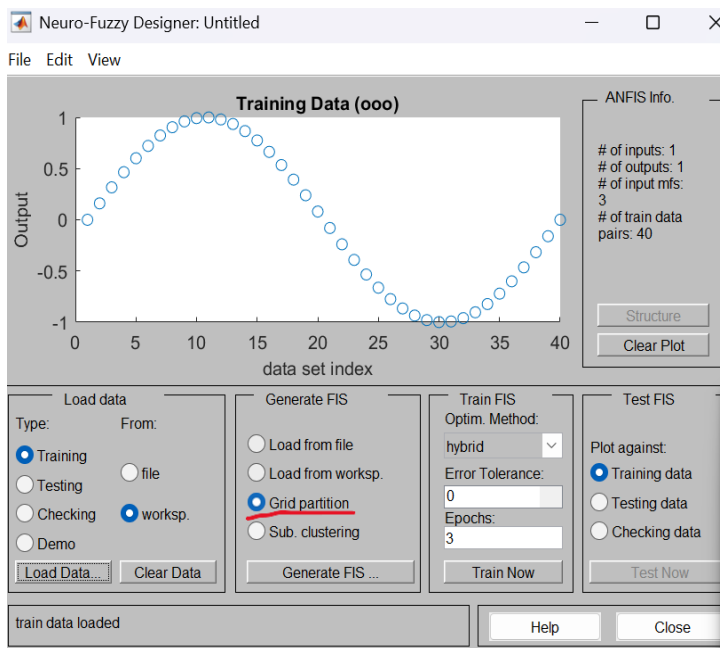 Neuro-Fuzzy Designer: Untitled
File Edit View
Training Data (ooo)
Output
1
0.5
0
-0.5
-1
0 5 10 15 20 25 30 35 40
data set index
ANFIS Info.
# of inputs: 1
# of outputs: 1
# of input mfs:
3
# of train data
pairs: 40
Structure
Clear Plot
Load data
Type: From:
Training
Testing
Checking
Demo
file
worksp.
Load Data... Clear Data
Generate FIS
Load from file
Load from worksp.
Grid partition
Sub. clustering
Generate FIS ...
Train FIS
Optim. Method:
hybrid
Error Tolerance:
0
Epochs:
3
Train Now
Test FIS
Plot against:
Training data
Testing data
Checking data
Test Now
train data loaded
Help Close